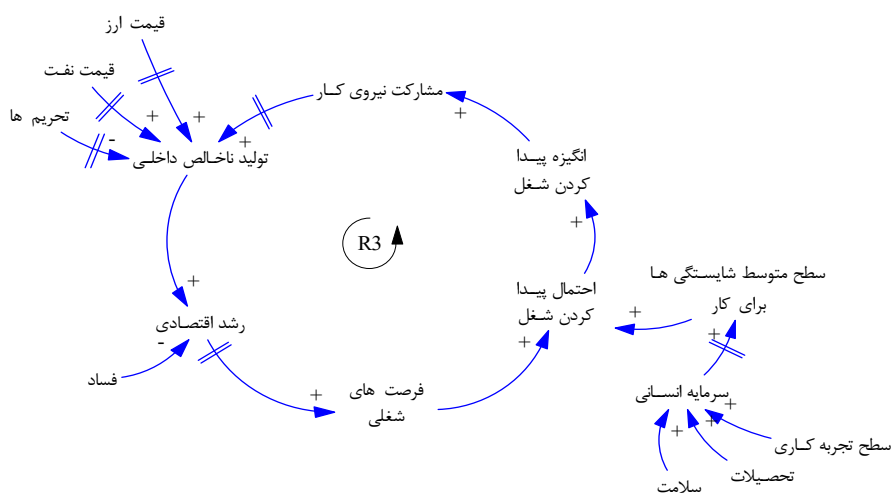 قیمت ارز
قیمت نفت
تحریم ها
مشارکت نیروی کار
+
+
-
+
+
تولید ناخالص داخلی
انگیزه پیدا
کردن شغل
+
R3
سطح متوسط شایستگی ها
برای کار
احتمال پیدا
کردن شغل
+
+
+
+
رشد اقتصادی
-
فساد
فرصت های
شغلی
+
سرمایه انسانی
+
+
+
سطح تجربه کاری
تحصیلات
سلامت